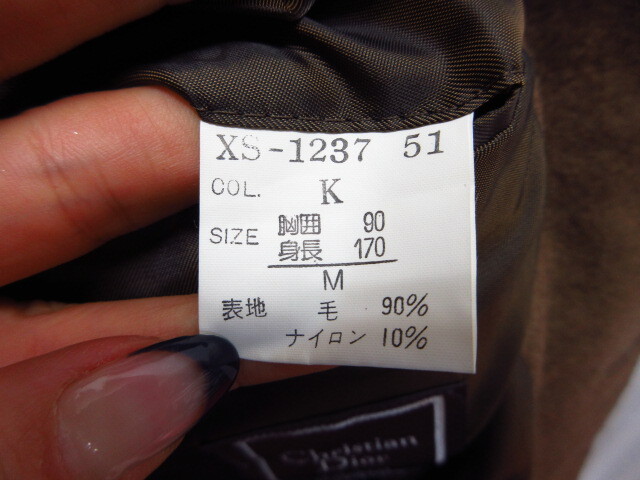 XS-1237 51
COL. K
SIZE 胸囲 90
身長 170
M
表地 毛 90%
ナイロン 10%
Christian
Dior